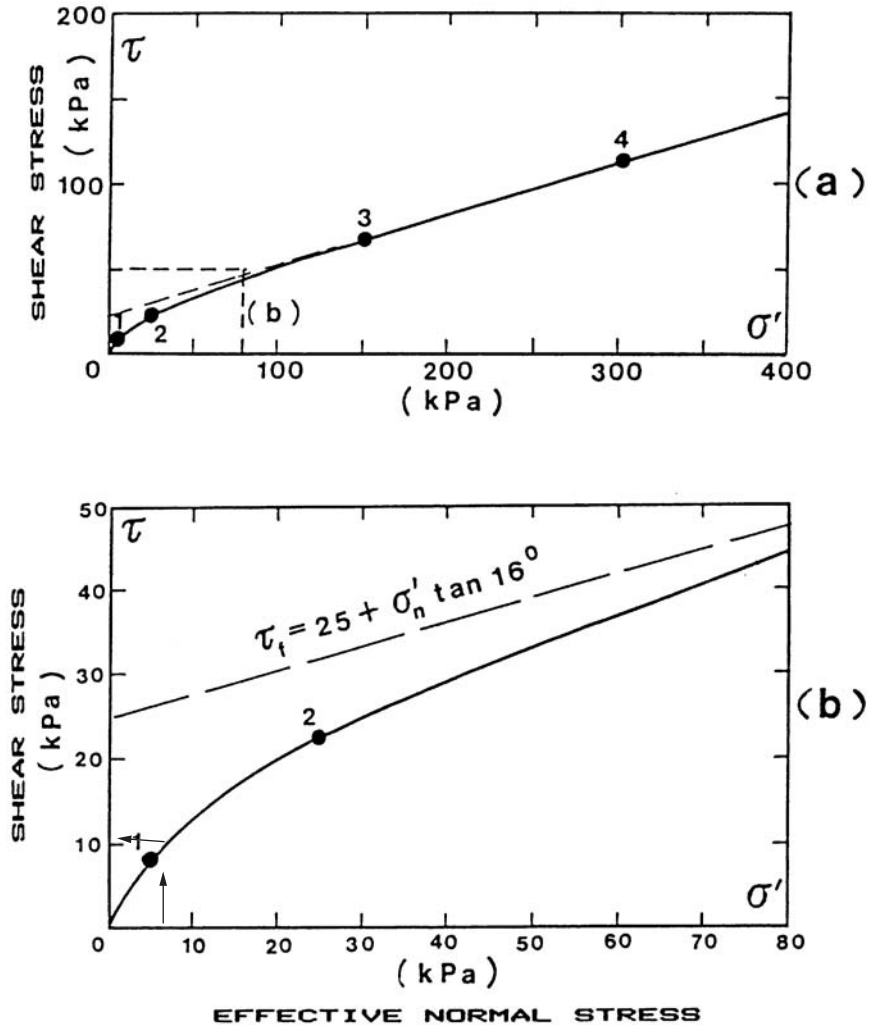 200
τ
SHEAR STRESS
(kPa)
100
0
1
2
3
4
(b)
σ′
100
200
300
400
(kPa)
(a)
50
τ
40
30
20
10
0
SHEAR STRESS
(kPa)
τ_f = 25 + σ′_n tan 16°
2
1
σ′
10
20
30
40
50
60
70
80
(kPa)
(b)
EFFECTIVE NORMAL STRESS